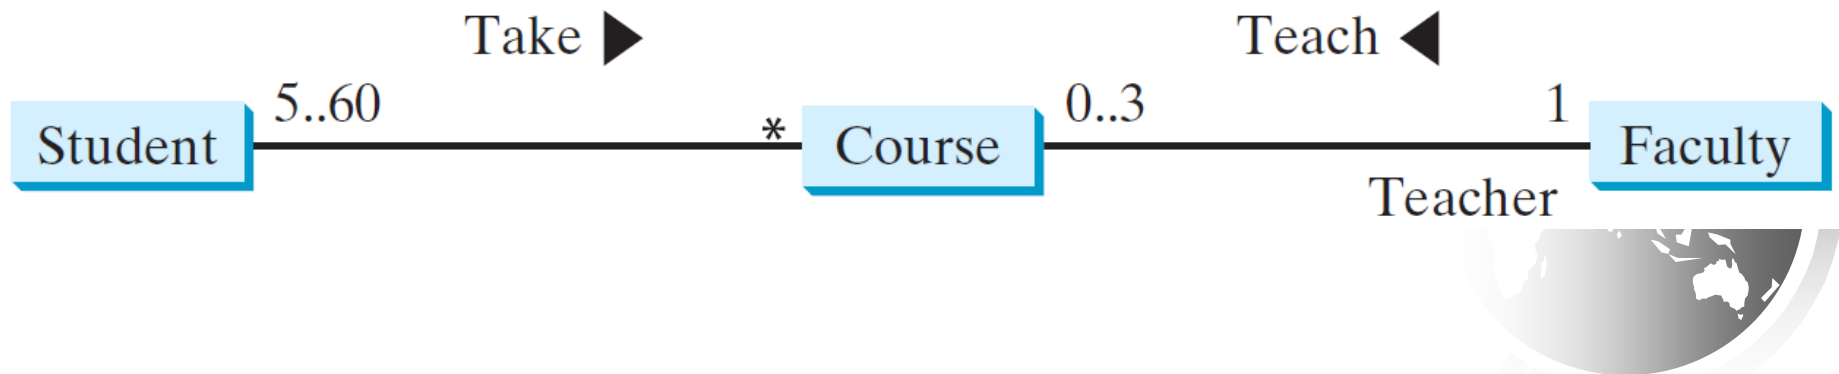 Take ▶ Teach ◀
5..60 0..3 1
Student * Course Faculty
Teacher